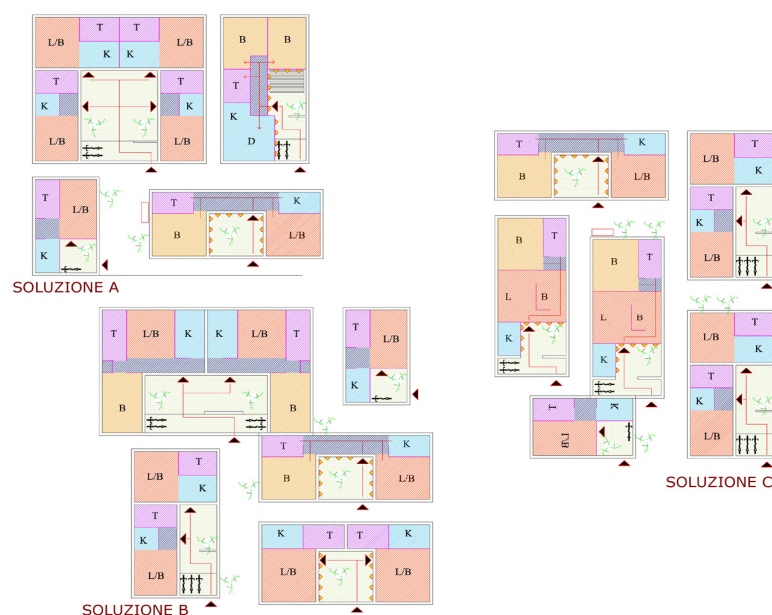 L/B T T L/B
K K
T T
K K
L/B L/B
B B
T
K
D
T
L/B
K
T K
B L/B
SOLUZIONE A
T L/B K K L/B T
B B
T
L/B
K
T K
B L/B
L/B T
K
T
K
L/B
K T T K
L/B L/B
SOLUZIONE B
T K
B L/B
B T
L B
K
B T
L B
K
T K
L/B
L/B T
K
T
K
L/B
L/B T
K
T
K
L/B
SOLUZIONE C